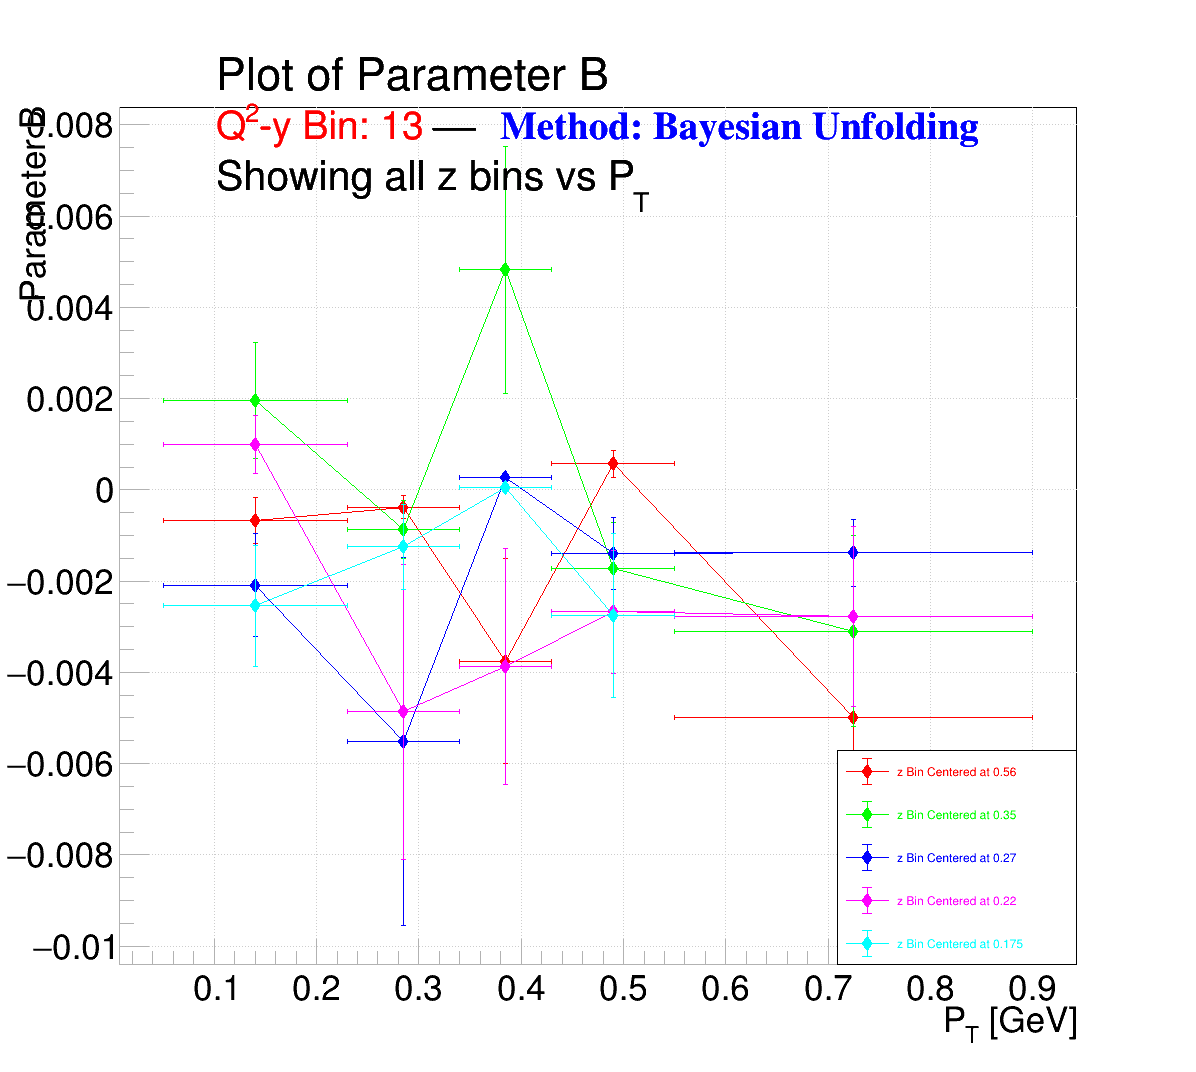 Plot of Parameter B
Q²-y Bin: 13 — Method: Bayesian Unfolding
Showing all z bins vs P_T
Parameter B
0.008
0.006
0.004
0.002
0
−0.002
−0.004
−0.006
−0.008
−0.01
z Bin Centered at 0.56
z Bin Centered at 0.35
z Bin Centered at 0.27
z Bin Centered at 0.22
z Bin Centered at 0.175
0.1 0.2 0.3 0.4 0.5 0.6 0.7 0.8 0.9
P_T [GeV]